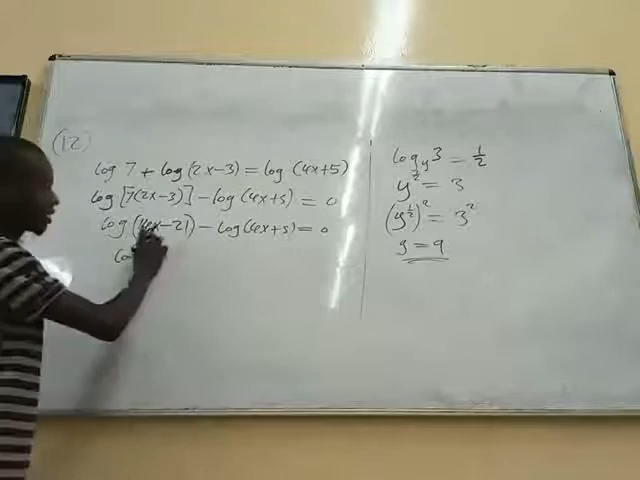 (12)
log 7 + log(2x-3) = log (4x+5)
log [7(2x-3)] - log(4x+5) = 0
log(14x-21) - log(4x+5) = 0
log
log_y 3 = 1/2
y^(1/2) = 3
(y^(1/2))^2 = 3^2
y = 9